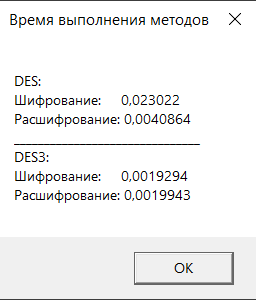 Время выполнения методов
DES:
Шифрование: 0,023022
Расшифрование: 0,0040864
DES3:
Шифрование: 0,0019294
Расшифрование: 0,0019943
OK